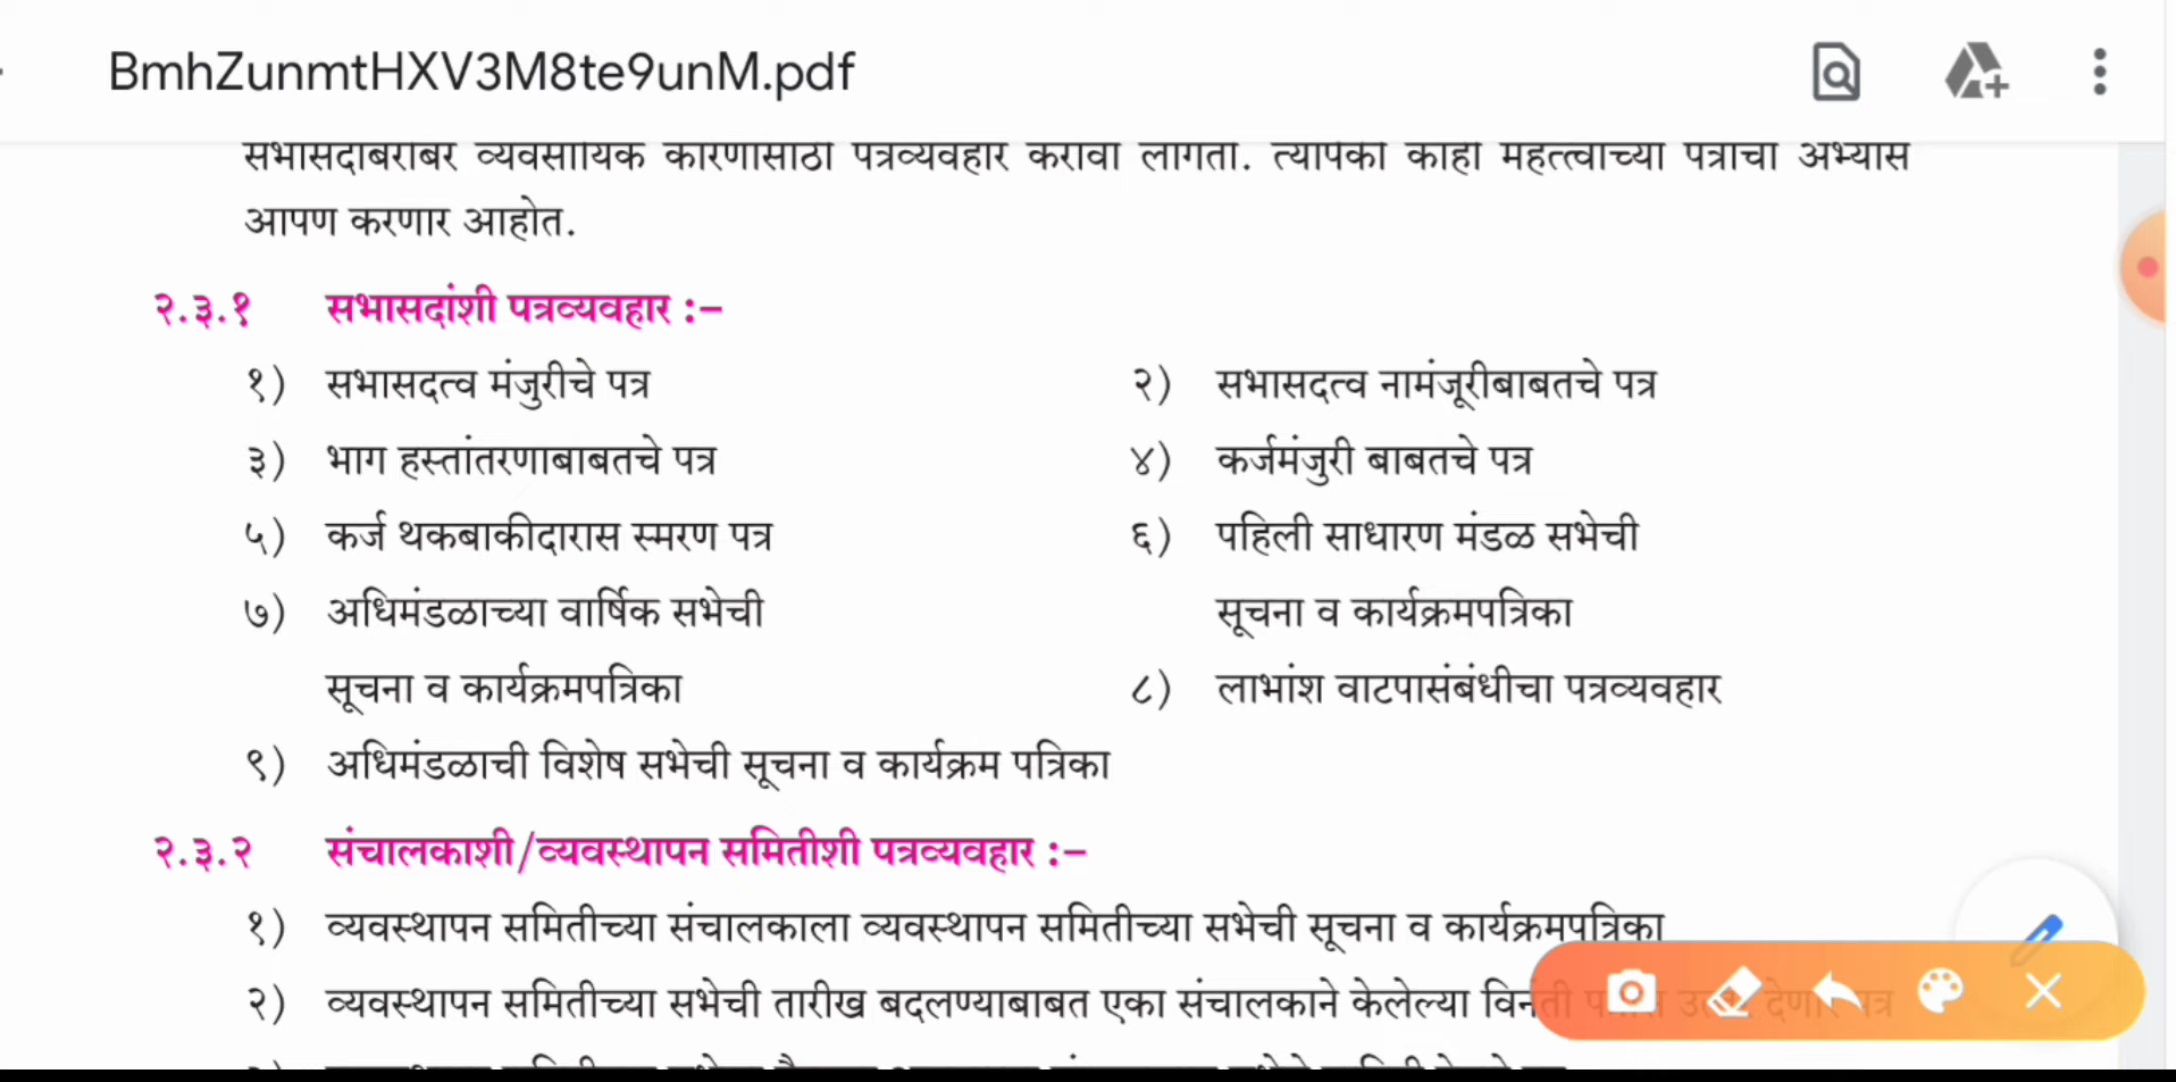 BmhZunmtHXV3M8te9unM.pdf
सभासदांबरोबर व्यवसायिक कारणांसाठी पत्रव्यवहार करावा लागतो. त्यापैकी काही महत्त्वाच्या पत्रांचा अभ्यास
आपण करणार आहोत.
२.३.१ सभासदांशी पत्रव्यवहार :–
१) सभासदत्व मंजुरीचे पत्र २) सभासदत्व नामंजूरीबाबतचे पत्र
३) भाग हस्तांतरणाबाबतचे पत्र ४) कर्जमंजुरी बाबतचे पत्र
५) कर्ज थकबाकीदारास स्मरण पत्र ६) पहिली साधारण मंडळ सभेची
७) अधिमंडळाच्या वार्षिक सभेची सूचना व कार्यक्रमपत्रिका
सूचना व कार्यक्रमपत्रिका ८) लाभांश वाटपासंबंधीचा पत्रव्यवहार
९) अधिमंडळाची विशेष सभेची सूचना व कार्यक्रम पत्रिका
२.३.२ संचालकाशी/व्यवस्थापन समितीशी पत्रव्यवहार :–
१) व्यवस्थापन समितीच्या संचालकाला व्यवस्थापन समितीच्या सभेची सूचना व कार्यक्रमपत्रिका
२) व्यवस्थापन समितीच्या सभेची तारीख बदलण्याबाबत एका संचालकाने केलेल्या विनंती पत्र